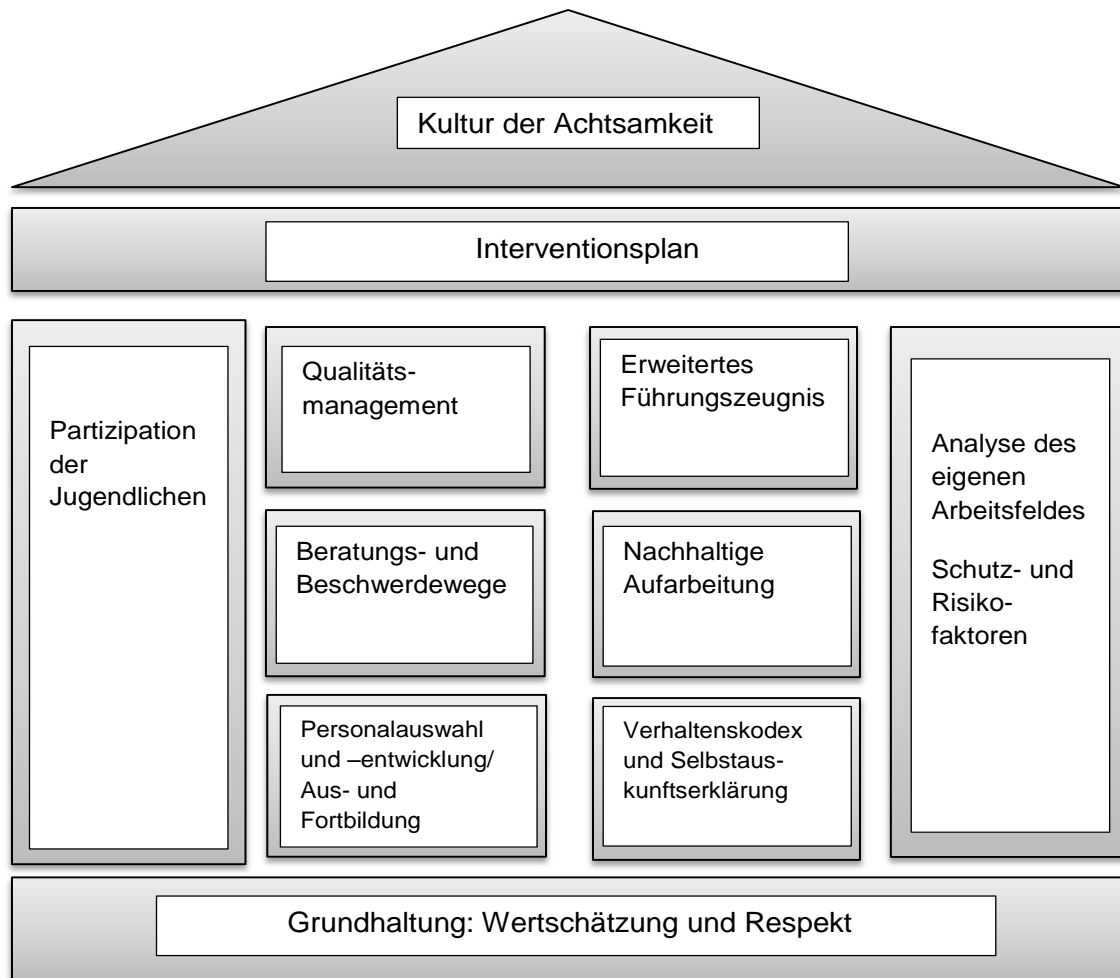 Kultur der Achtsamkeit
Interventionsplan
Partizipation
der
Jugendlichen
Qualitäts-
management
Erweitertes
Führungszeugnis
Analyse des
eigenen
Arbeitsfeldes
Schutz- und
Risiko-
faktoren
Beratungs- und
Beschwerdewege
Nachhaltige
Aufarbeitung
Personalauswahl
und –entwicklung/
Aus- und
Fortbildung
Verhaltenskodex
und Selbstaus-
kunftserklärung
Grundhaltung: Wertschätzung und Respekt